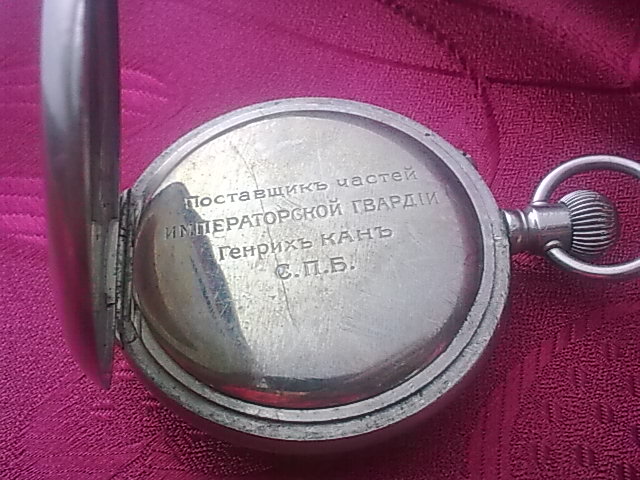 Поставщикъ частей
ИМПЕРАТОРСКОЙ ГВАРДІИ
Генрихъ КАНЪ
С.П.Б.